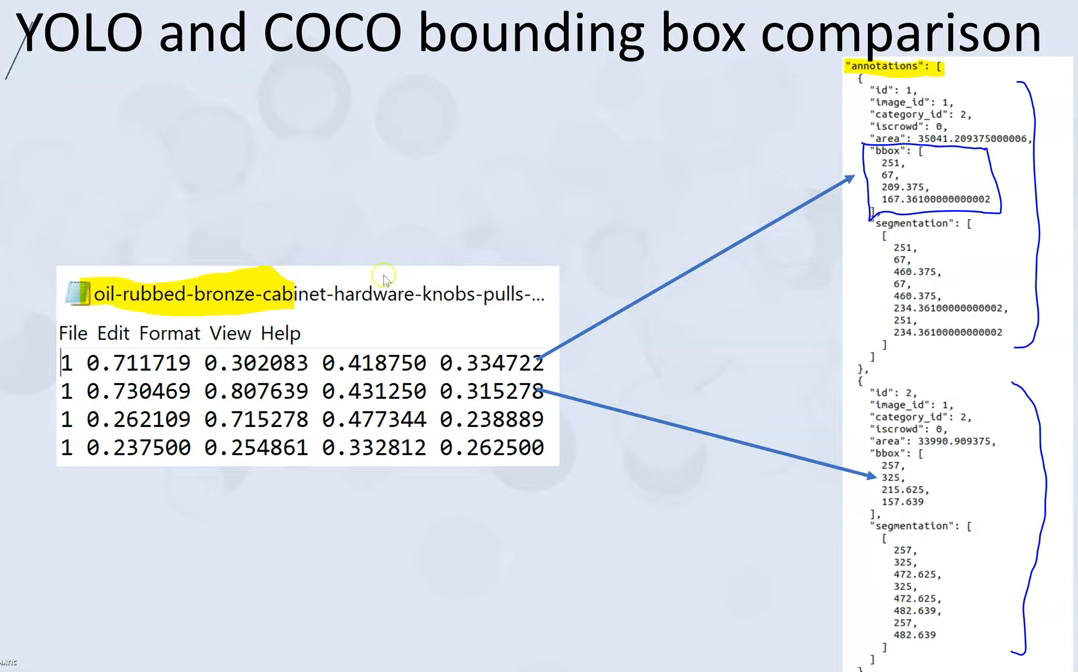 YOLO and COCO bounding box comparison
oil-rubbed-bronze-cabinet-hardware-knobs-pulls-...
File Edit Format View Help
1 0.711719 0.302083 0.418750 0.334722
1 0.730469 0.807639 0.431250 0.315278
1 0.262109 0.715278 0.477344 0.238889
1 0.237500 0.254861 0.332812 0.262500
"annotations": [
{
"id": 1,
"image_id": 1,
"category_id": 2,
"iscrowd": 0,
"area": 35041.209375000006,
"bbox": [
251,
67,
209.375,
167.36100000000002
],
"segmentation": [
[
251,
67,
460.375,
67,
460.375,
234.36100000000002,
251,
234.36100000000002
]
]
},
{
"id": 2,
"image_id": 1,
"category_id": 2,
"iscrowd": 0,
"area": 33990.909375,
"bbox": [
257,
325,
215.625,
157.639
],
"segmentation": [
[
257,
325,
472.625,
325,
472.625,
482.639,
257,
482.639
]
]
}